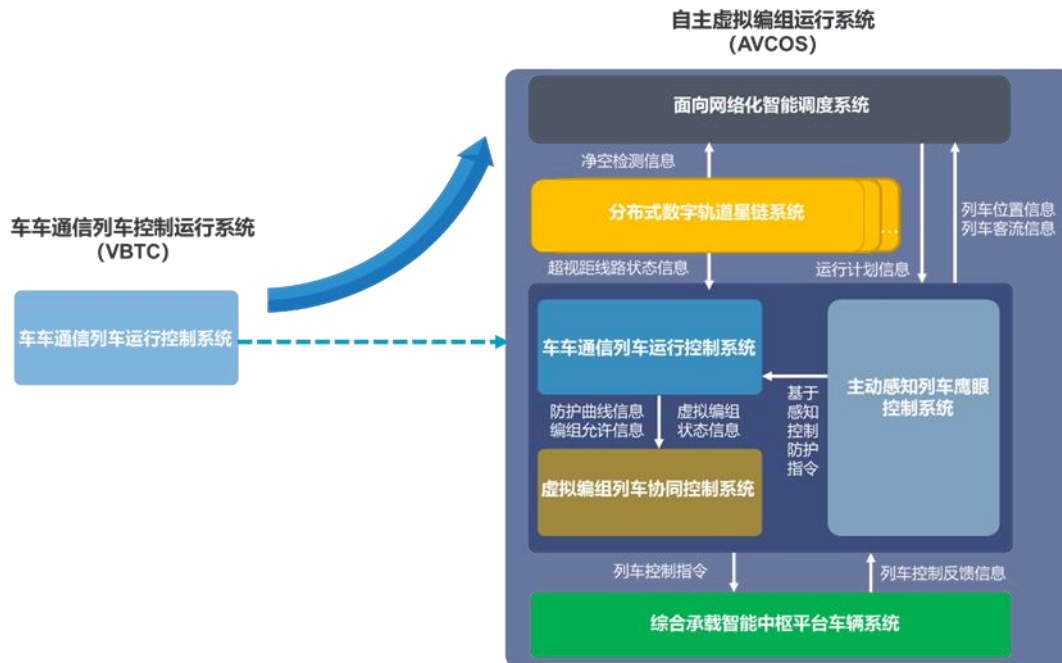 自主虚拟编组运行系统
(AVCOS)
面向网络化智能调度系统
净空检测信息
分布式数字轨道星链系统
...
列车位置信息
列车客流信息
车车通信列车控制运行系统
(VBTC)
超视距线路状态信息
运行计划信息
车车通信列车运行控制系统
车车通信列车运行控制系统
主动感知列车鹰眼
控制系统
基于
感知
控制
防护
指令
防护曲线信息
编组允许信息
虚拟编组
状态信息
虚拟编组列车协同控制系统
列车控制指令
列车控制反馈信息
综合承载智能中枢平台车辆系统